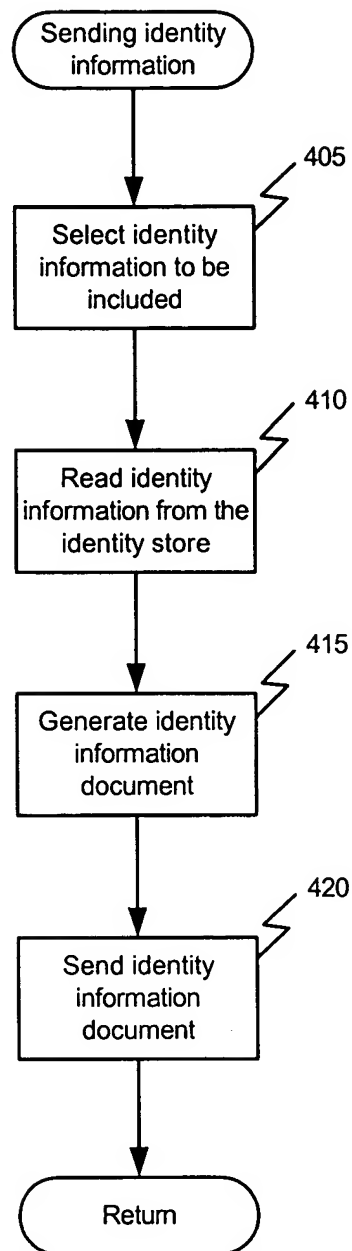 Sending identity
information
405
Select identity
information to be
included
410
Read identity
information from the
identity store
415
Generate identity
information
document
420
Send identity
information
document
Return